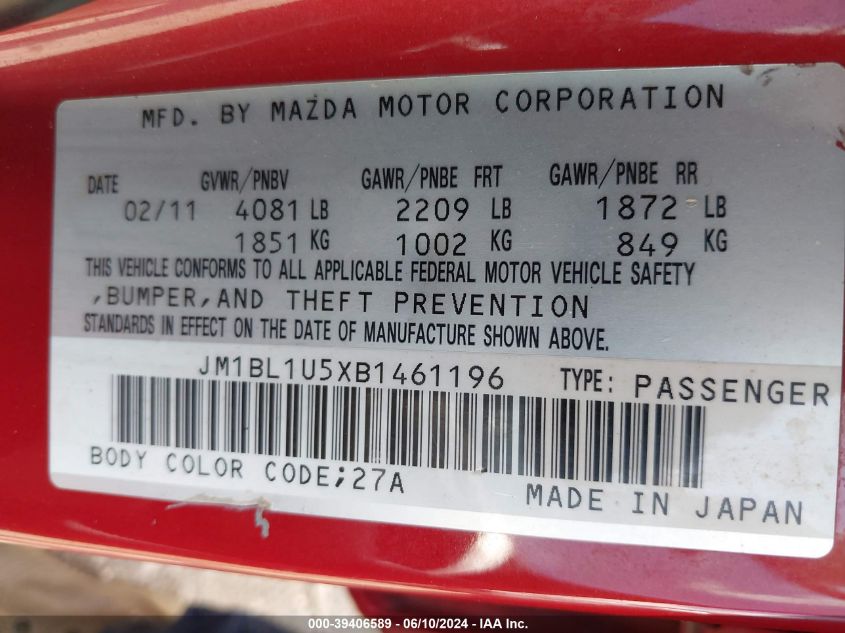 MFD. BY MAZDA MOTOR CORPORATION
DATE GVWR/PNBV GAWR/PNBE FRT GAWR/PNBE RR
02/11 4081 LB 2209 LB 1872 LB
1851 KG 1002 KG 849 KG
THIS VEHICLE CONFORMS TO ALL APPLICABLE FEDERAL MOTOR VEHICLE SAFETY
,BUMPER,AND THEFT PREVENTION
STANDARDS IN EFFECT ON THE DATE OF MANUFACTURE SHOWN ABOVE.
JM1BL1U5XB1461196 TYPE: PASSENGER
BODY COLOR CODE;27A
MADE IN JAPAN
000-39406589 - 06/10/2024 - IAA Inc.